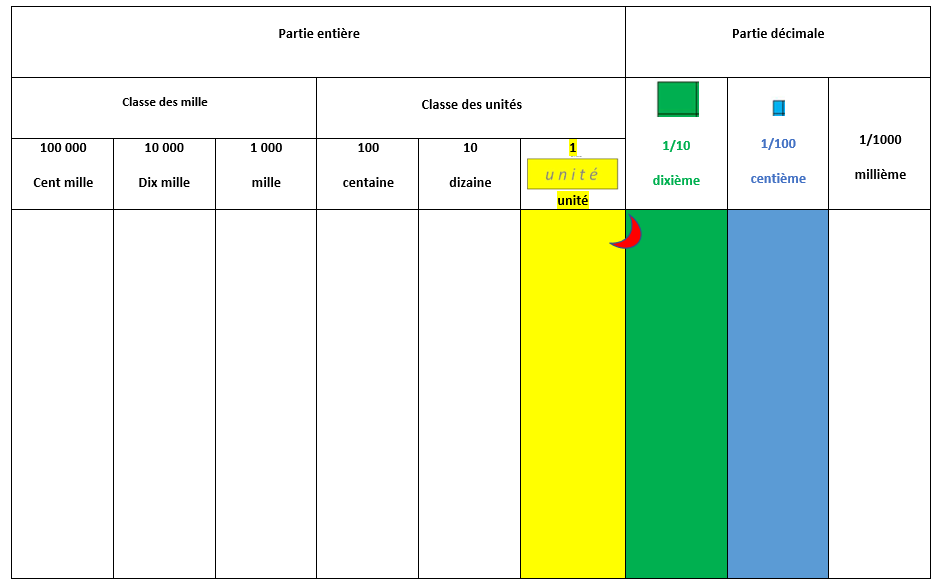 Partie entière
Partie décimale
Classe des mille
Classe des unités
100 000
Cent mille
10 000
Dix mille
1 000
mille
100
centaine
10
dizaine
1
unité
unité
1/10
dixième
1/100
centième
1/1000
millième